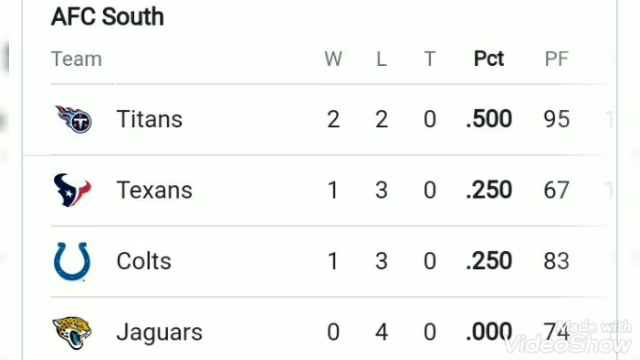 AFC South
Team W L T Pct PF
Titans 2 2 0 .500 95
Texans 1 3 0 .250 67
Colts 1 3 0 .250 83
Jaguars 0 4 0 .000 74
Made with
VideoShow